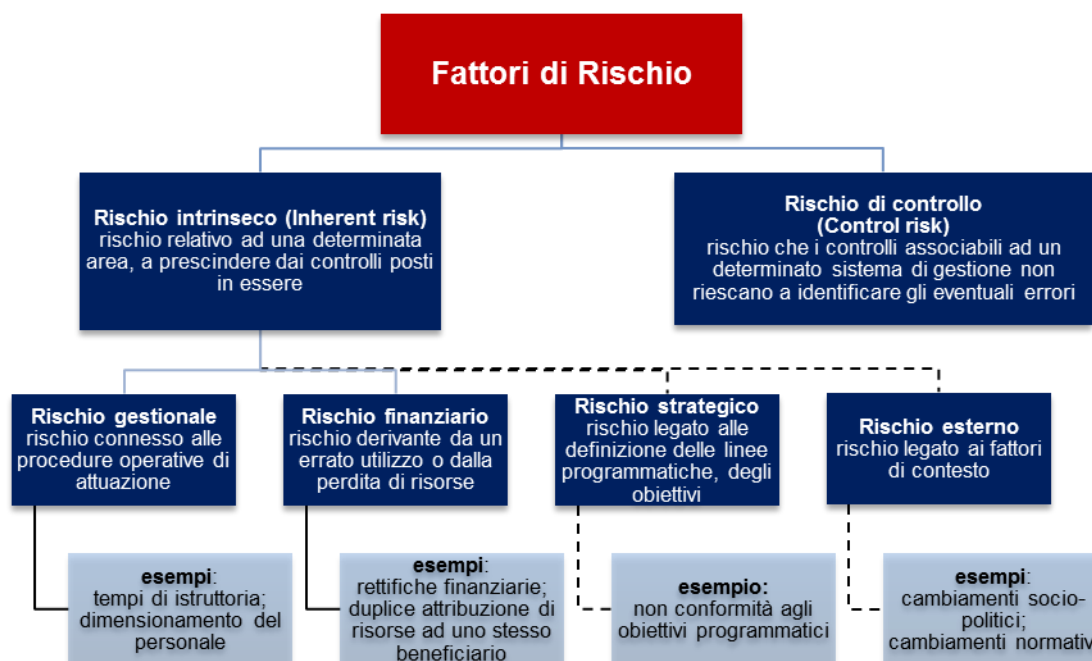 Fattori di Rischio
Rischio intrinseco (Inherent risk)
rischio relativo ad una determinata
area, a prescindere dai controlli posti
in essere
Rischio di controllo
(Control risk)
rischio che i controlli associabili ad un
determinato sistema di gestione non
riescano a identificare gli eventuali errori
Rischio gestionale
rischio connesso alle
procedure operative di
attuazione
Rischio finanziario
rischio derivante da un
errato utilizzo o dalla
perdita di risorse
Rischio strategico
rischio legato alle
definizione delle linee
programmatiche, degli
obiettivi
Rischio esterno
rischio legato ai fattori
di contesto
esempi:
tempi di istruttoria;
dimensionamento del
personale
esempi:
rettifiche finanziarie;
duplice attribuzione di
risorse ad uno stesso
beneficiario
esempio:
non conformità agli
obiettivi programmatici
esempi:
cambiamenti socio-
politici;
cambiamenti normativi